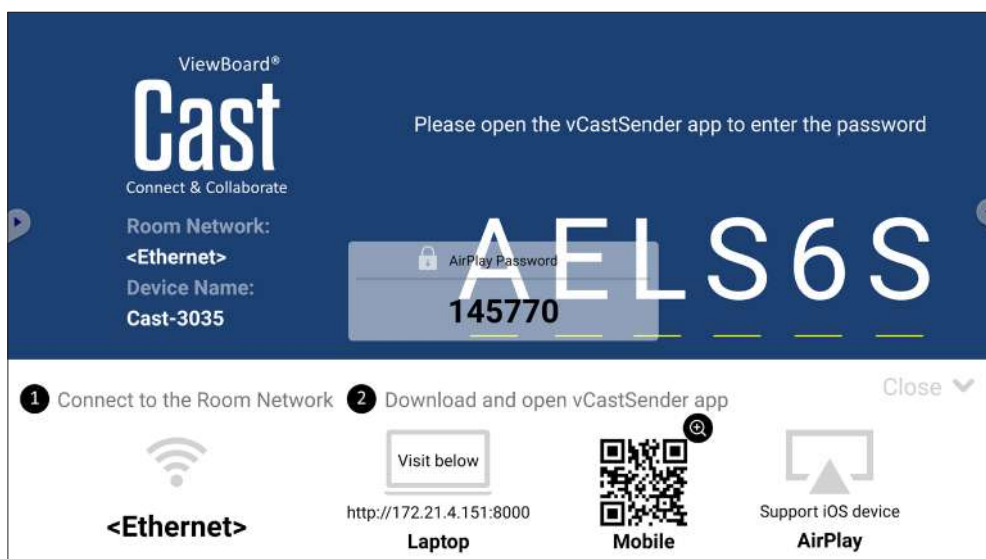 ViewBoard®
Cast
Connect & Collaborate
Please open the vCastSender app to enter the password
Room Network:
<Ethernet>
Device Name:
Cast-3035
AELS6S
AirPlay Password
145770
1 Connect to the Room Network
2 Download and open vCastSender app
Close
Visit below
http://172.21.4.151:8000
Laptop
Mobile
Support iOS device
AirPlay
<Ethernet>